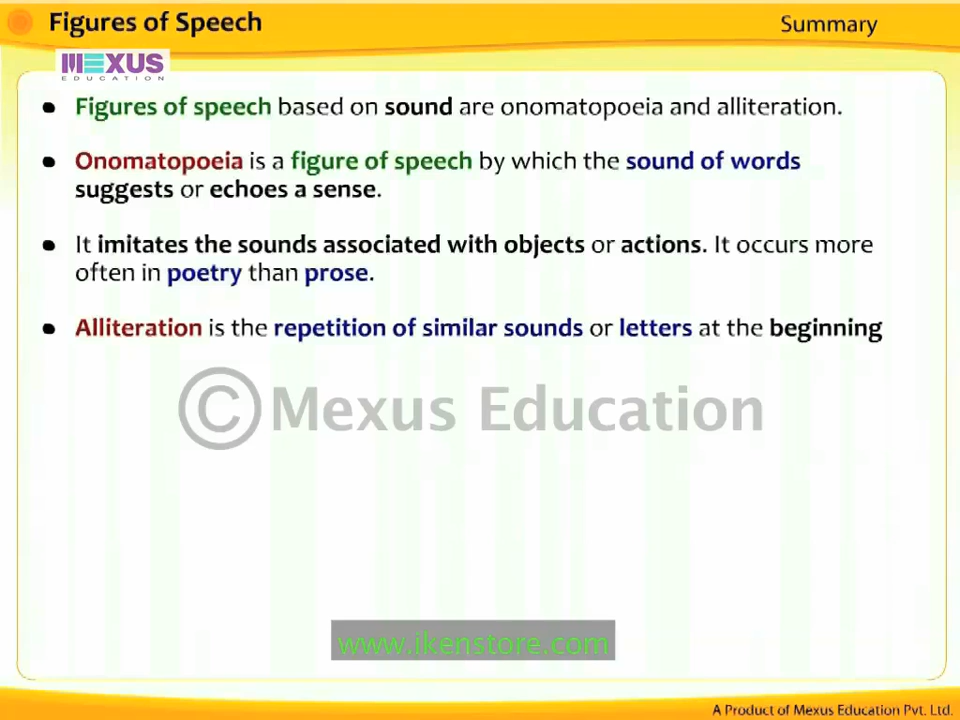 Figures of Speech
Summary
MEXUS
EDUCATION
Figures of speech based on sound are onomatopoeia and alliteration.
Onomatopoeia is a figure of speech by which the sound of words
suggests or echoes a sense.
It imitates the sounds associated with objects or actions. It occurs more
often in poetry than prose.
Alliteration is the repetition of similar sounds or letters at the beginning
© Mexus Education
www.ikenstore.com
A Product of Mexus Education Pvt. Ltd.